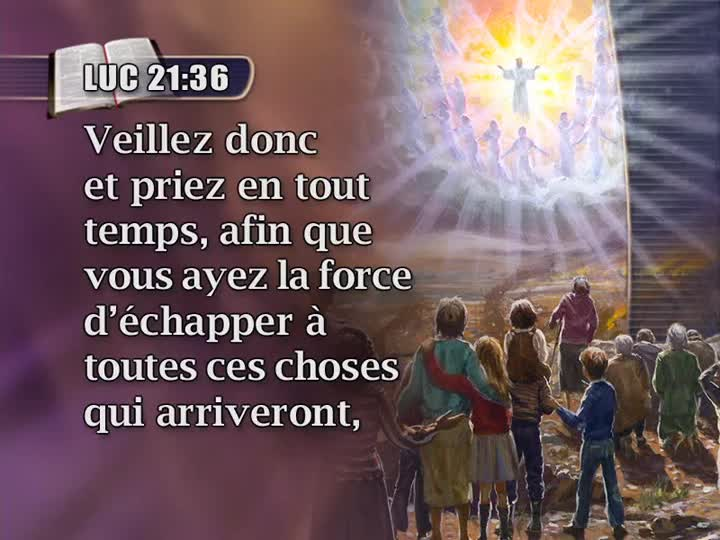 LUC 21:36
Veillez donc
et priez en tout
temps, afin que
vous ayez la force
d’échapper à
toutes ces choses
qui arriveront,